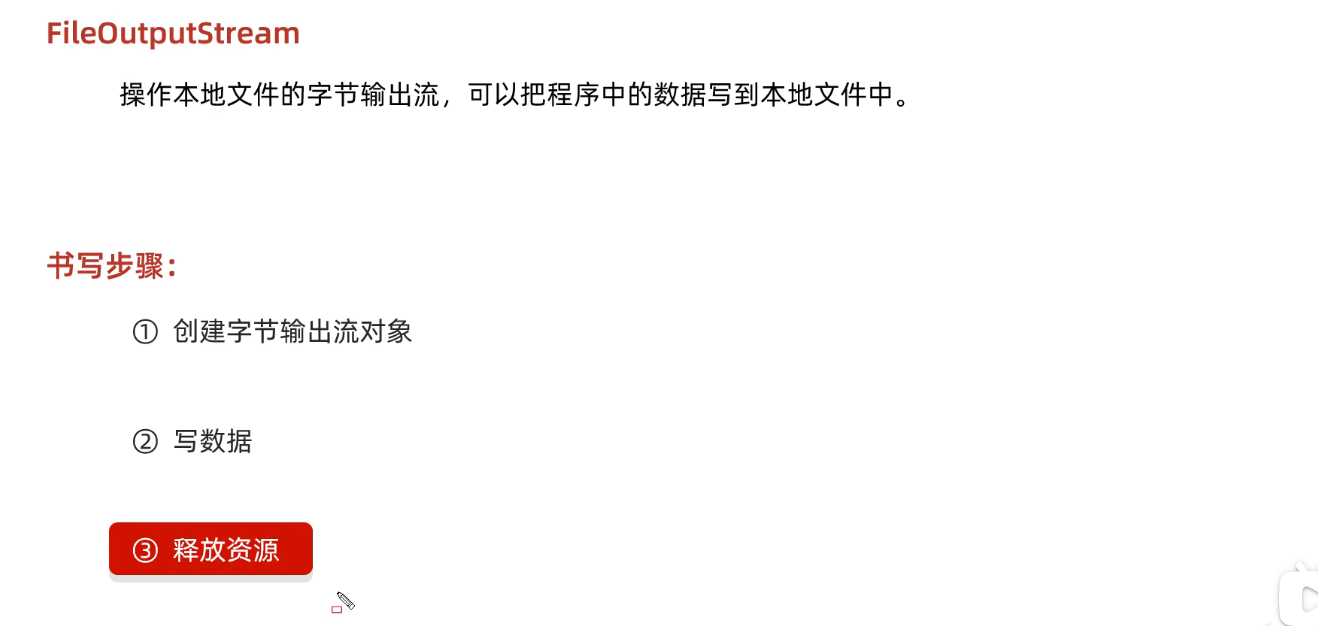 FileOutputStream
操作本地文件的字节输出流，可以把程序中的数据写到本地文件中。
书写步骤：
① 创建字节输出流对象
② 写数据
③ 释放资源